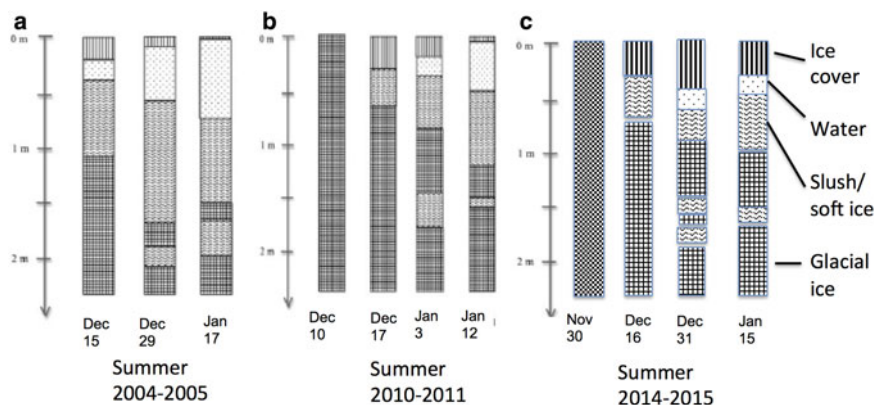 a
0 m
1 m
2 m
Dec
15
Dec
29
Jan
17
Summer
2004-2005
b
0 m
1 m
2 m
Dec
10
Dec
17
Jan
3
Jan
12
Summer
2010-2011
c
0 m
1 m
2 m
Nov
30
Dec
16
Dec
31
Jan
15
Summer
2014-2015
Ice
cover
Water
Slush/
soft ice
Glacial
ice